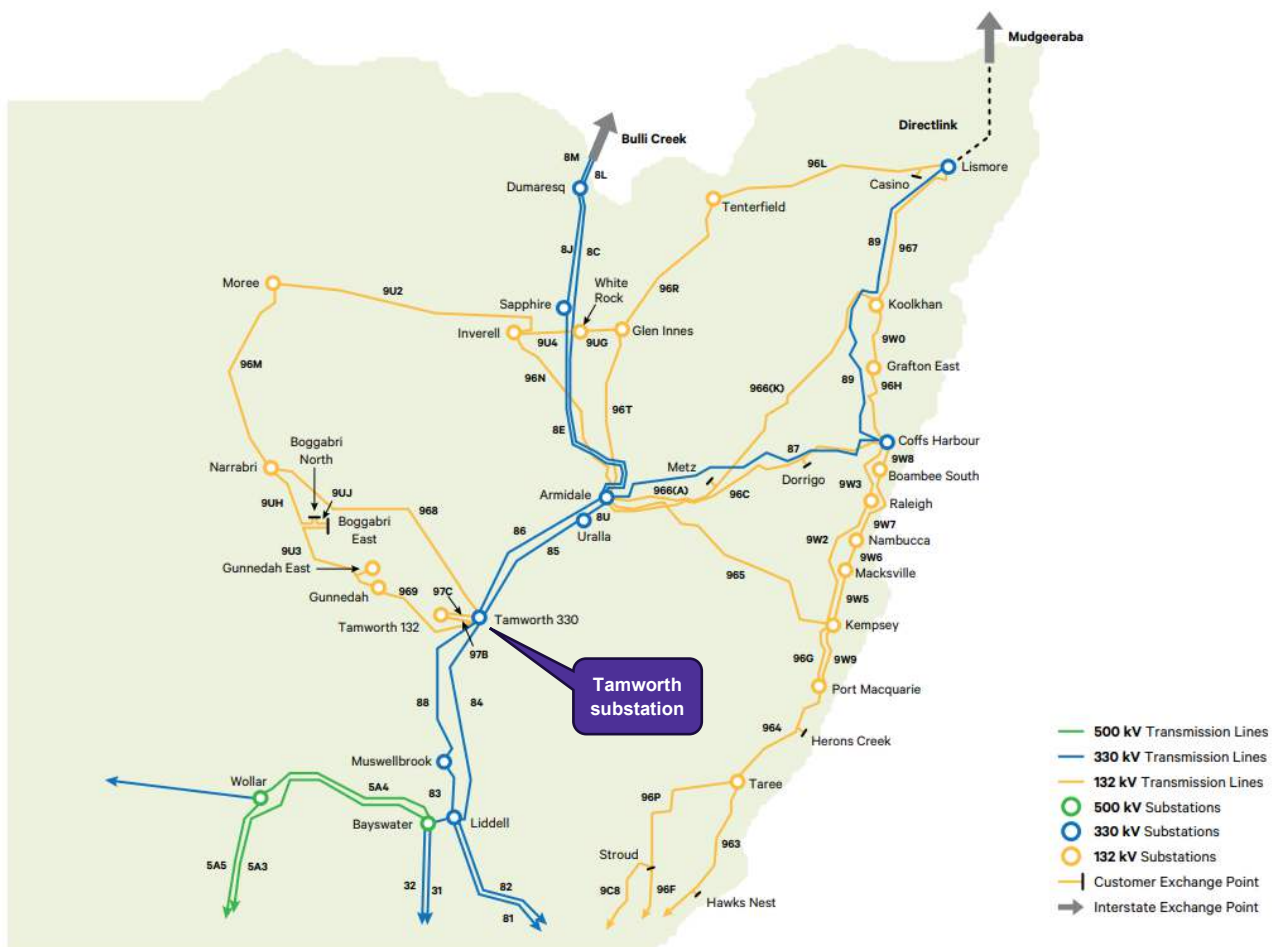 Mudgeeraba
Bulli Creek
Directlink
8M
8L
96L
Lismore
Casino
Dumaresq
Tenterfield
8J
8C
89
967
White
Rock
Moree
9U2
96R
Sapphire
Koolkhan
Inverell
Glen Innes
9U4
9UG
9W0
96M
96N
Grafton East
966(K)
89
96H
96T
8E
Boggabri
North
87
Coffs Harbour
Metz
9W8
Narrabri
9UJ
Boambee South
Dorrigo
9W3
966(A)
96C
Armidale
9UH
968
8U
Raleigh
Boggabri
East
86
Uralla
9W7
85
9W2
Nambucca
9U3
9W6
Gunnedah East
965
Macksville
969
97C
9W5
Gunnedah
Tamworth 330
Kempsey
Tamworth 132
97B
96G
9W9
Tamworth
substation
Port Macquarie
88
84
964
Herons Creek
Muswellbrook
Wollar
5A4
83
Taree
96P
Bayswater
Liddell
963
Stroud
5A5
5A3
32
31
82
9C8
96F
81
Hawks Nest
500 kV Transmission Lines
330 kV Transmission Lines
132 kV Transmission Lines
500 kV Substations
330 kV Substations
132 kV Substations
Customer Exchange Point
Interstate Exchange Point